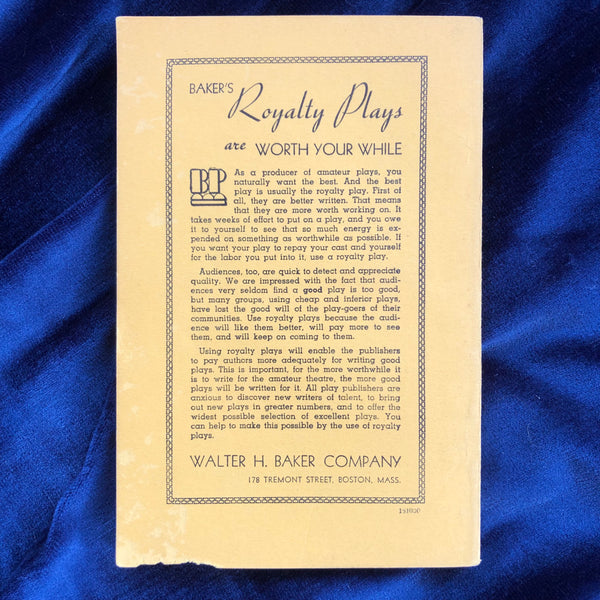 BAKER'S
Royalty Plays
are WORTH YOUR WHILE
BP
As a producer of amateur plays, you
naturally want the best. And the best
play is usually the royalty play. First of
all, they are better written. That means
that they are more worth working on. It
takes weeks of effort to put on a play, and you owe
it to yourself to see that so much energy is ex-
pended on something as worthwhile as possible. If
you want your play to repay your cast and yourself
for the labor you put into it, use a royalty play.
Audiences, too, are quick to detect and appreciate
quality. We are impressed with the fact that audi-
ences very seldom find a good play is too good,
but many groups, using cheap and inferior plays,
have lost the good will of the play-goers of their
communities. Use royalty plays because the audi-
ence will like them better, will pay more to see
them, and will keep on coming to them.
Using royalty plays will enable the publishers
to pay authors more adequately for writing good
plays. This is important, for the more worthwhile it
is to write for the amateur theatre, the more good
plays will be written for it. All play publishers are
anxious to discover new writers of talent, to bring
out new plays in greater numbers, and to offer the
widest possible selection of excellent plays. You
can help to make this possible by the use of royalty
plays.
WALTER H. BAKER COMPANY
178 TREMONT STREET, BOSTON, MASS.